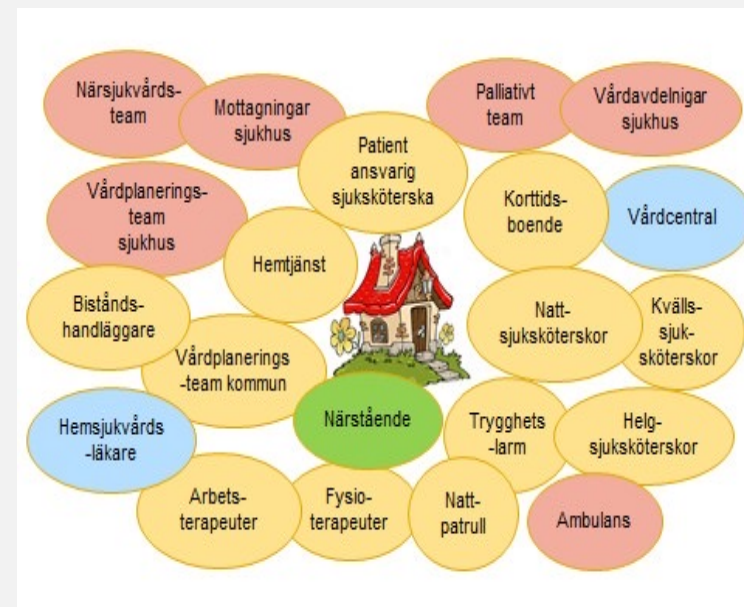 Närsjukvårds-
team
Mottagningar
sjukhus
Palliativt
team
Vårdavdelnigar
sjukhus
Patient
ansvarig
sjuksköterska
Vårdplanerings-
team
sjukhus
Korttids-
boende
Vårdcentral
Hemtjänst
Bistånds-
handläggare
Natt-
sjuksköterskor
Kvälls-
sjuk-
sköterskor
Vårdplanerings
-team kommun
Närstående
Hemsjukvårds
-läkare
Trygghets
-larm
Helg-
sjuksköterskor
Arbets-
terapeuter
Fysio-
terapeuter
Natt-
patrull
Ambulans